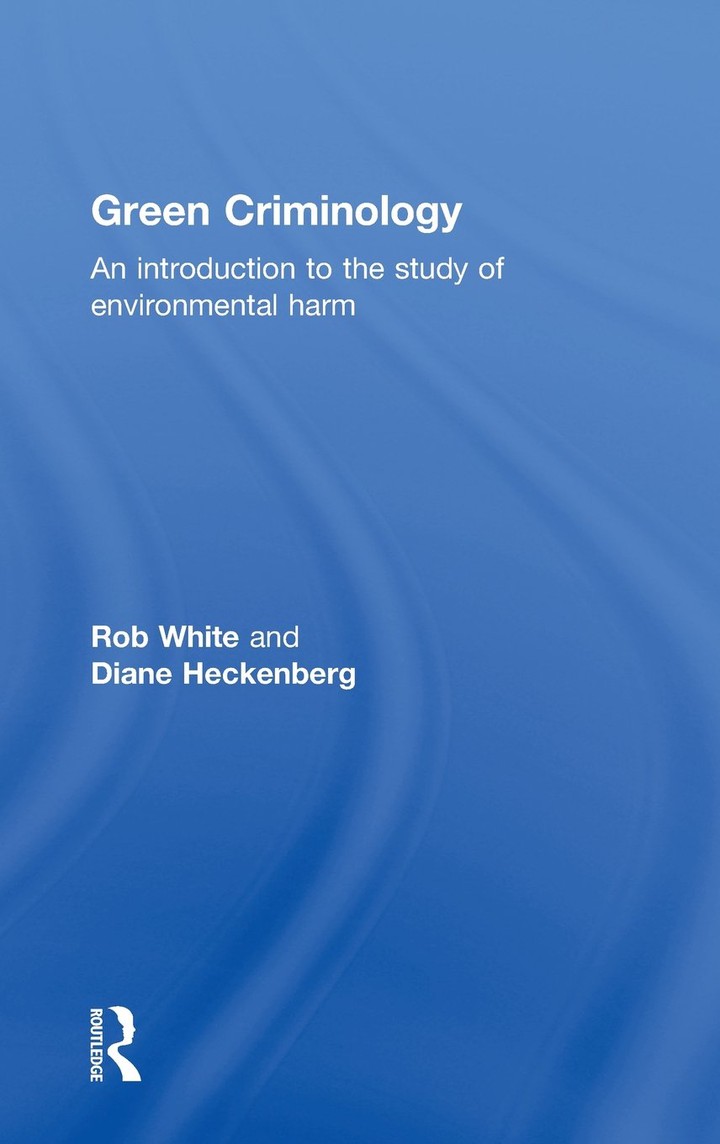 Green Criminology
An introduction to the study of
environmental harm
Rob White and
Diane Heckenberg
ROUTLEDGE